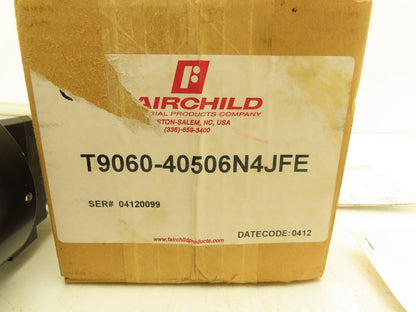 FAIRCHILD
TRIAL PRODUCTS COMPANY
STON-SALEM, NC, USA
(336)-659-3400
T9060-40506N4JFE
SER# 04120099
DATECODE:0412
www.fairchildproducts.com